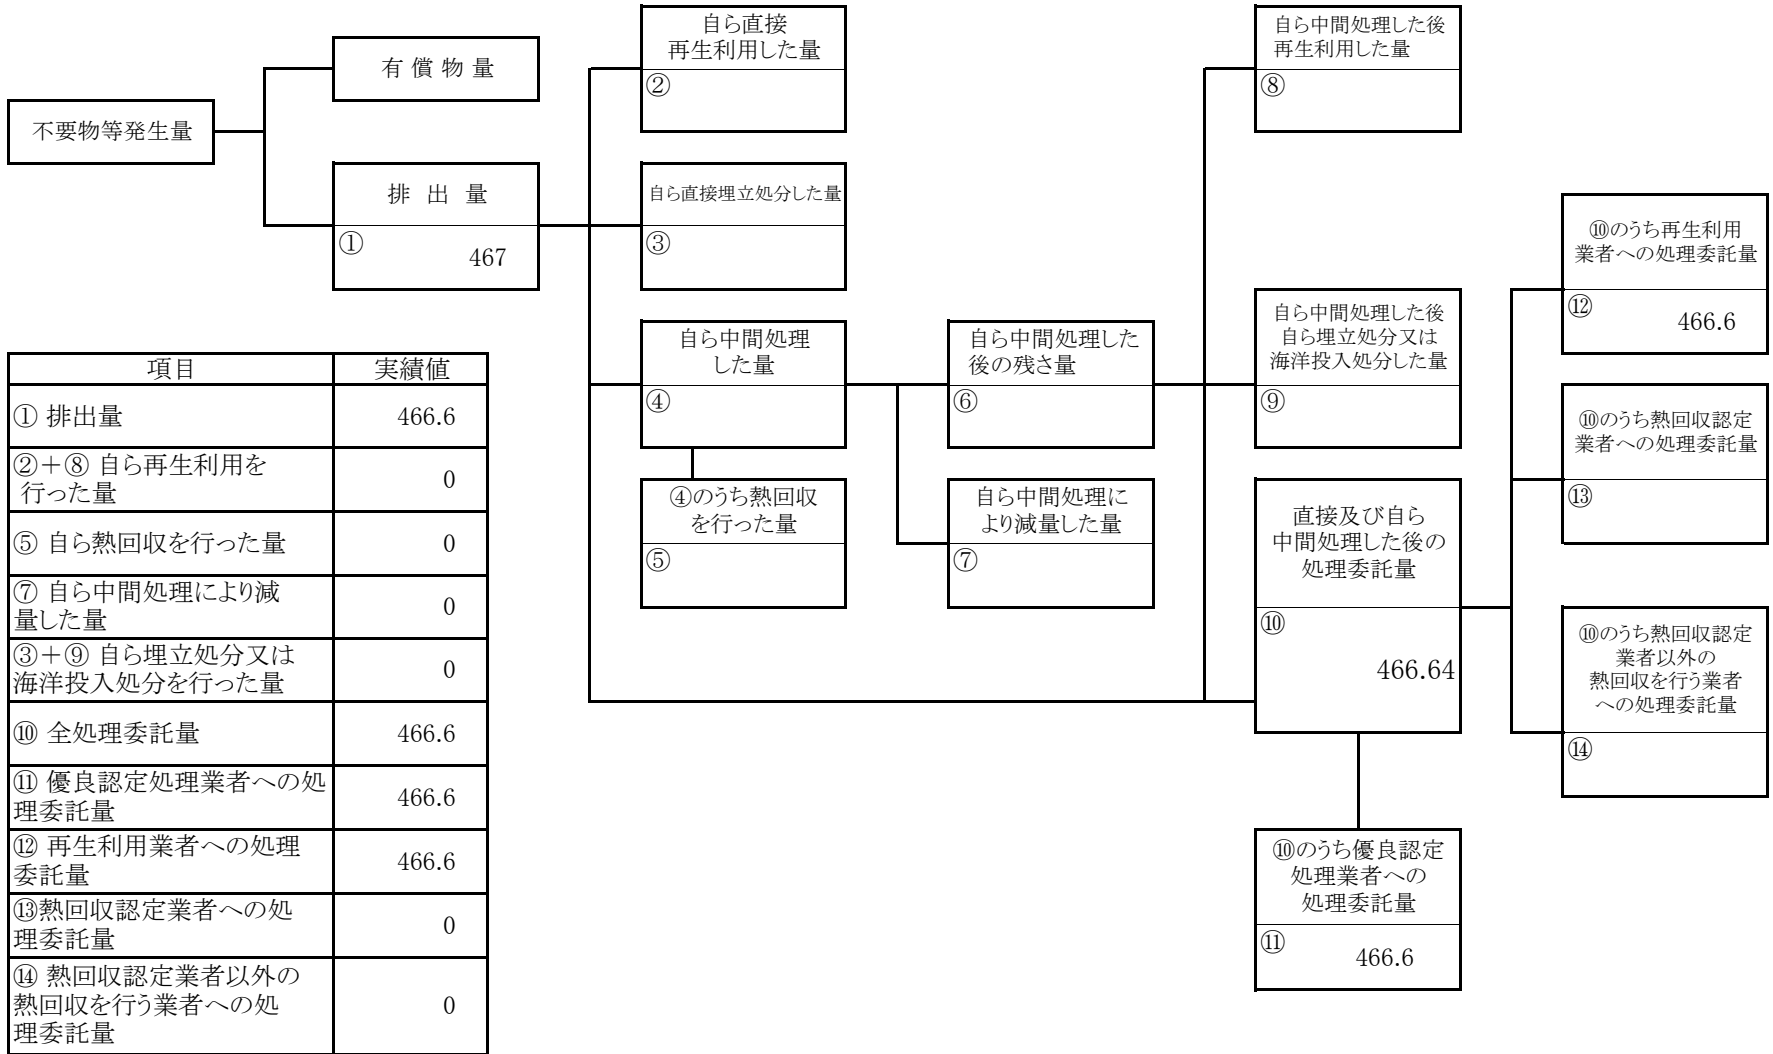 不要物等発生量
有 償 物 量
排 出 量
①
467
自ら直接
再生利用した量
②
自ら直接埋立処分した量
③
自ら中間処理
した量
④
④のうち熱回収
を行った量
⑤
自ら中間処理した
後の残さ量
⑥
自ら中間処理に
より減量した量
⑦
自ら中間処理した後
再生利用した量
⑧
自ら中間処理した後
自ら埋立処分又は
海洋投入処分した量
⑨
直接及び自ら
中間処理した後の
処理委託量
⑩
466.64
⑩のうち優良認定
処理業者への
処理委託量
⑪
466.6
⑩のうち再生利用
業者への処理委託量
⑫
466.6
⑩のうち熱回収認定
業者への処理委託量
⑬
⑩のうち熱回収認定
業者以外の
熱回収を行う業者
への処理委託量
⑭
項目 実績値
① 排出量 466.6
②+⑧ 自ら再生利用を
行った量 0
⑤ 自ら熱回収を行った量 0
⑦ 自ら中間処理により減
量した量 0
③+⑨ 自ら埋立処分又は
海洋投入処分を行った量 0
⑩ 全処理委託量 466.6
⑪ 優良認定処理業者への処
理委託量 466.6
⑫ 再生利用業者への処理
委託量 466.6
⑬熱回収認定業者への処
理委託量 0
⑭ 熱回収認定業者以外の
熱回収を行う業者への処
理委託量 0